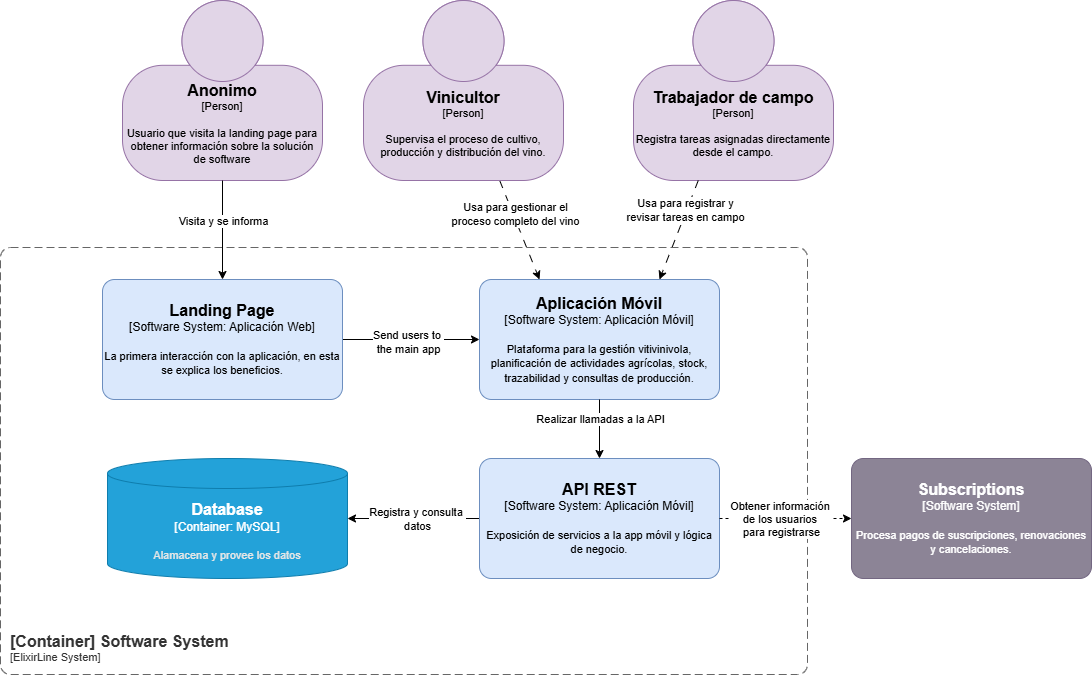 Anonimo
[Person]
Usuario que visita la landing page para
obtener información sobre la solución
de software
Vinicultor
[Person]
Supervisa el proceso de cultivo,
producción y distribución del vino.
Trabajador de campo
[Person]
Registra tareas asignadas directamente
desde el campo.
Visita y se informa
Usa para gestionar el
proceso completo del vino
Usa para registrar y
revisar tareas en campo
Landing Page
[Software System: Aplicación Web]
La primera interacción con la aplicación, en esta
se explica los beneficios.
Send users to
the main app
Aplicación Móvil
[Software System: Aplicación Móvil]
Plataforma para la gestión vitivinivola,
planificación de actividades agrícolas, stock,
trazabilidad y consultas de producción.
Realizar llamadas a la API
Database
[Container: MySQL]
Alamacena y provee los datos
Registra y consulta
datos
API REST
[Software System: Aplicación Móvil]
Exposición de servicios a la app móvil y lógica
de negocio.
Obtener información
de los usuarios
para registrarse
Subscriptions
[Software System]
Procesa pagos de suscripciones, renovaciones
y cancelaciones.
[Container] Software System
[ElixirLine System]